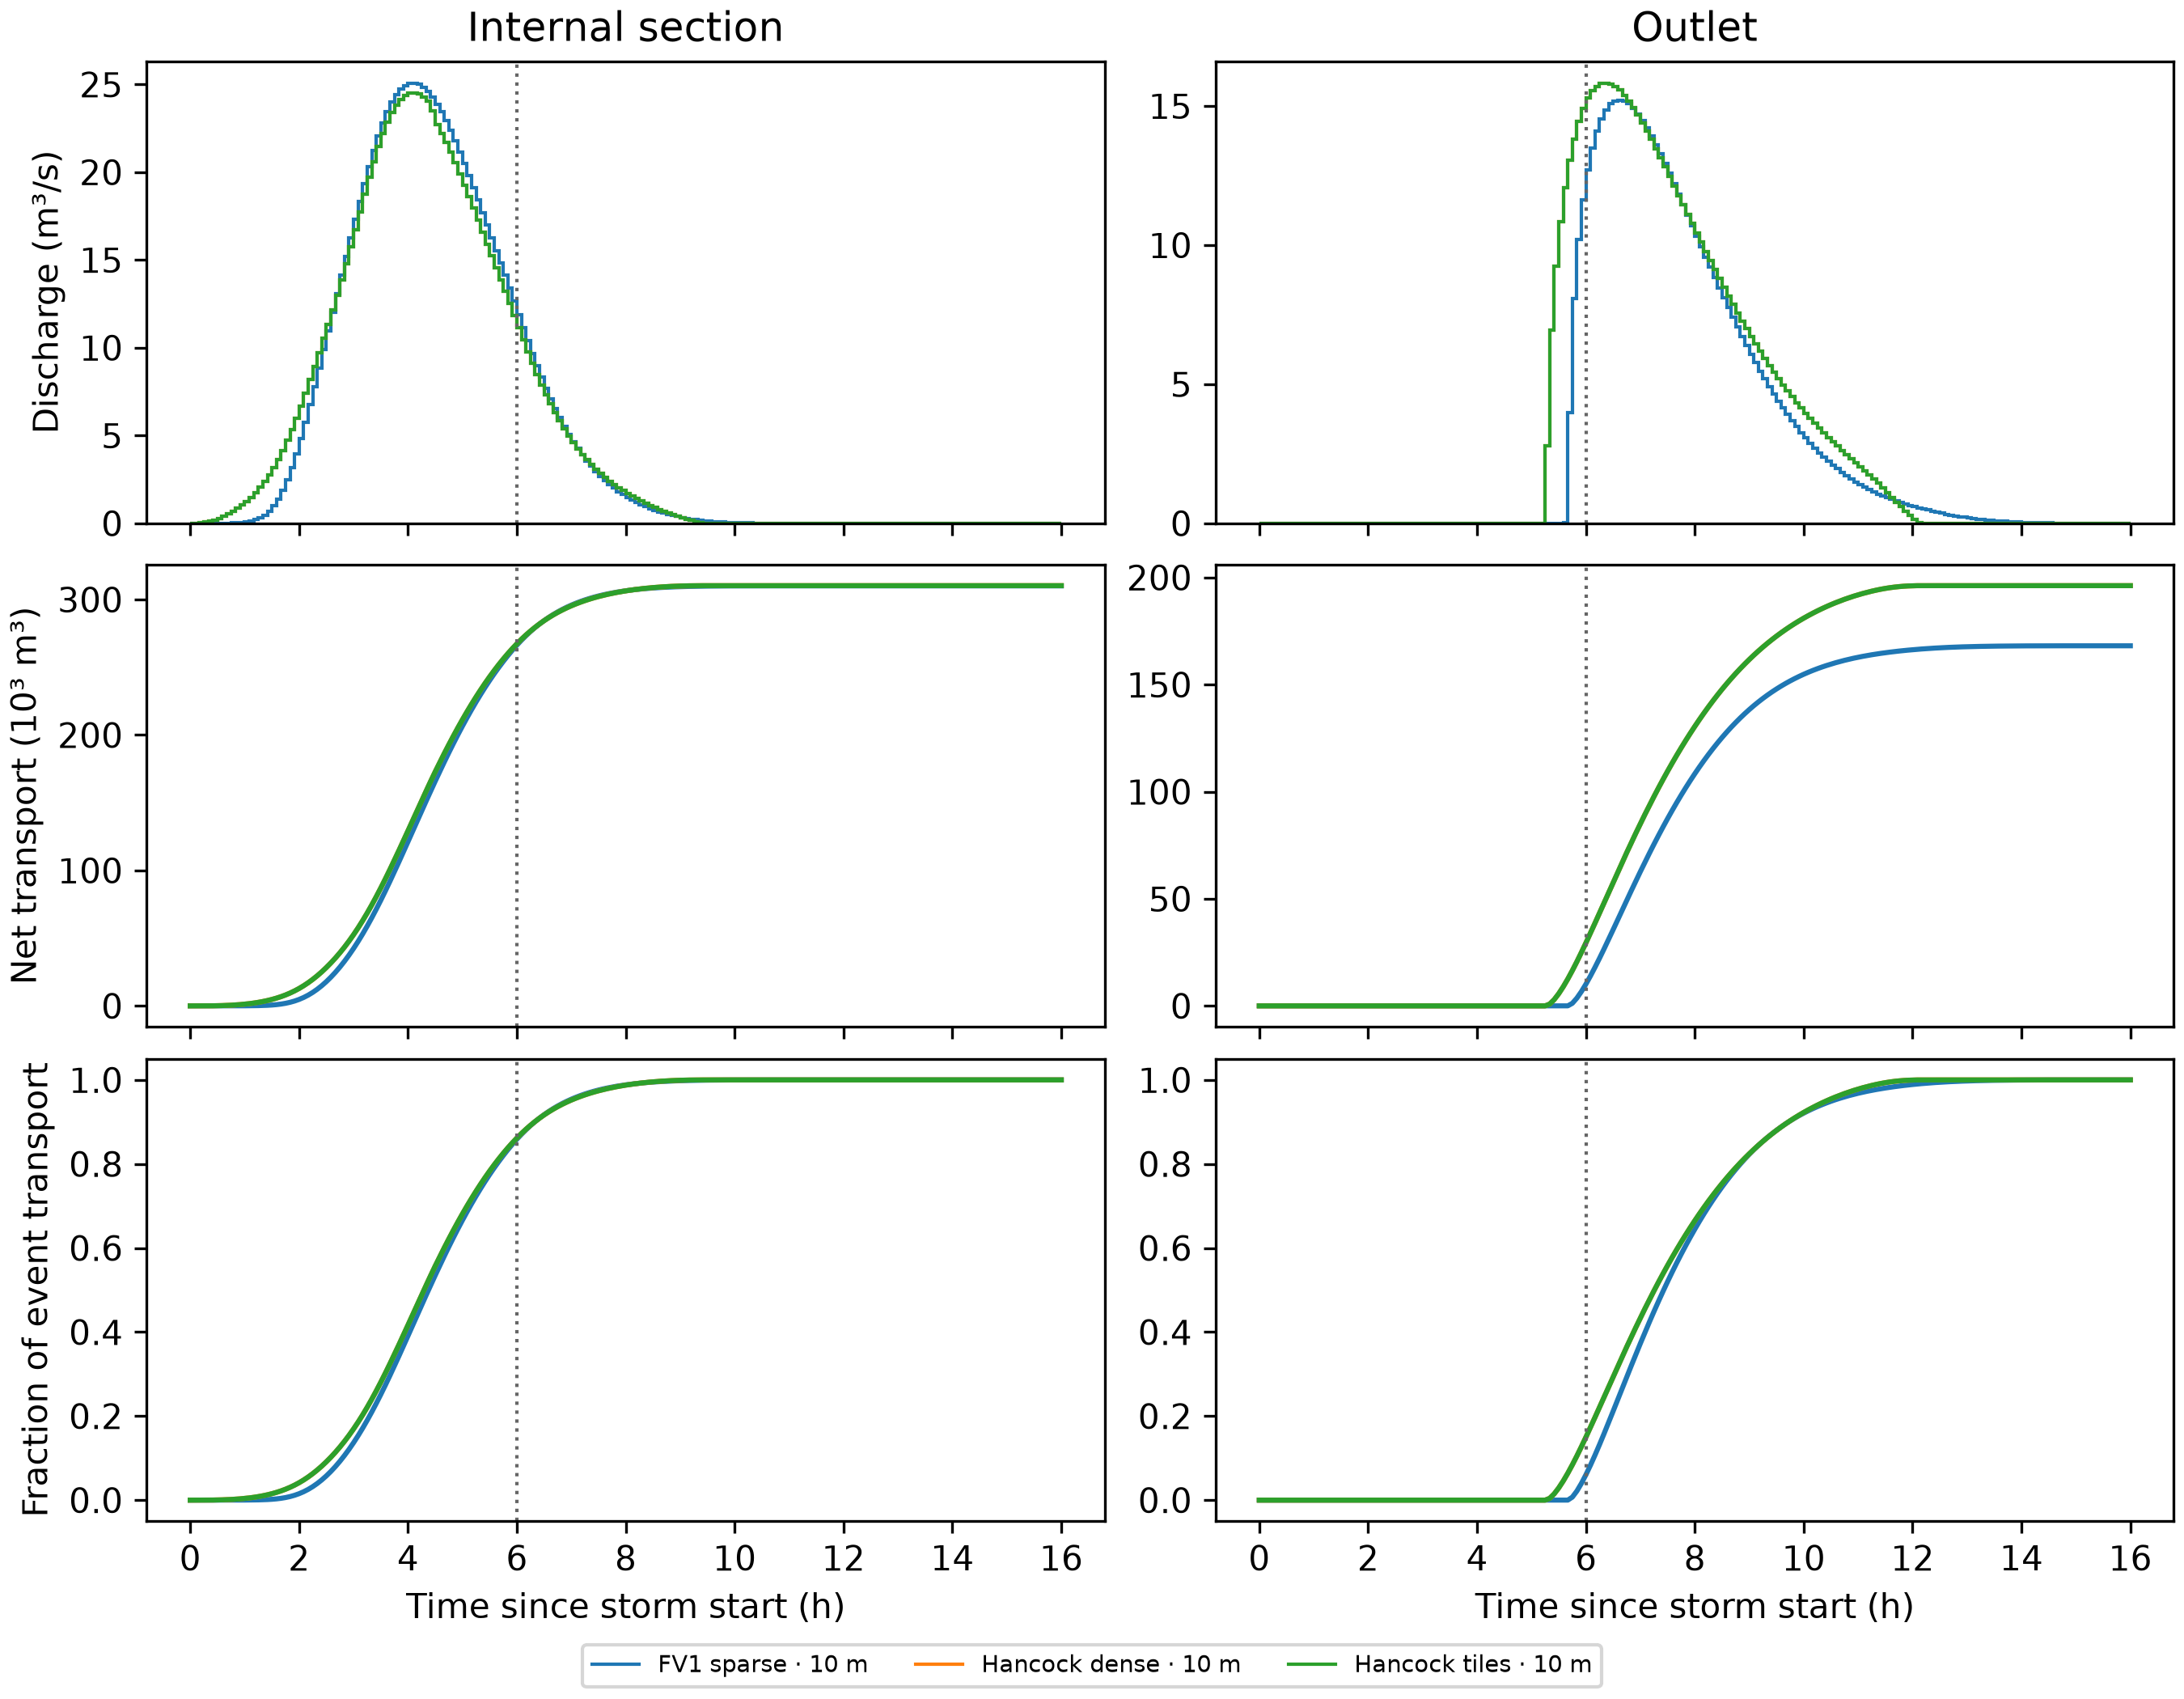 Internal section
Outlet
Discharge (m³/s)
25
20
15
10
5
0
15
10
5
0
Net transport (10³ m³)
300
200
100
0
200
150
100
50
0
Fraction of event transport
1.0
0.8
0.6
0.4
0.2
0.0
1.0
0.8
0.6
0.4
0.2
0.0
0 2 4 6 8 10 12 14 16
0 2 4 6 8 10 12 14 16
Time since storm start (h)
Time since storm start (h)
FV1 sparse · 10 m
Hancock dense · 10 m
Hancock tiles · 10 m